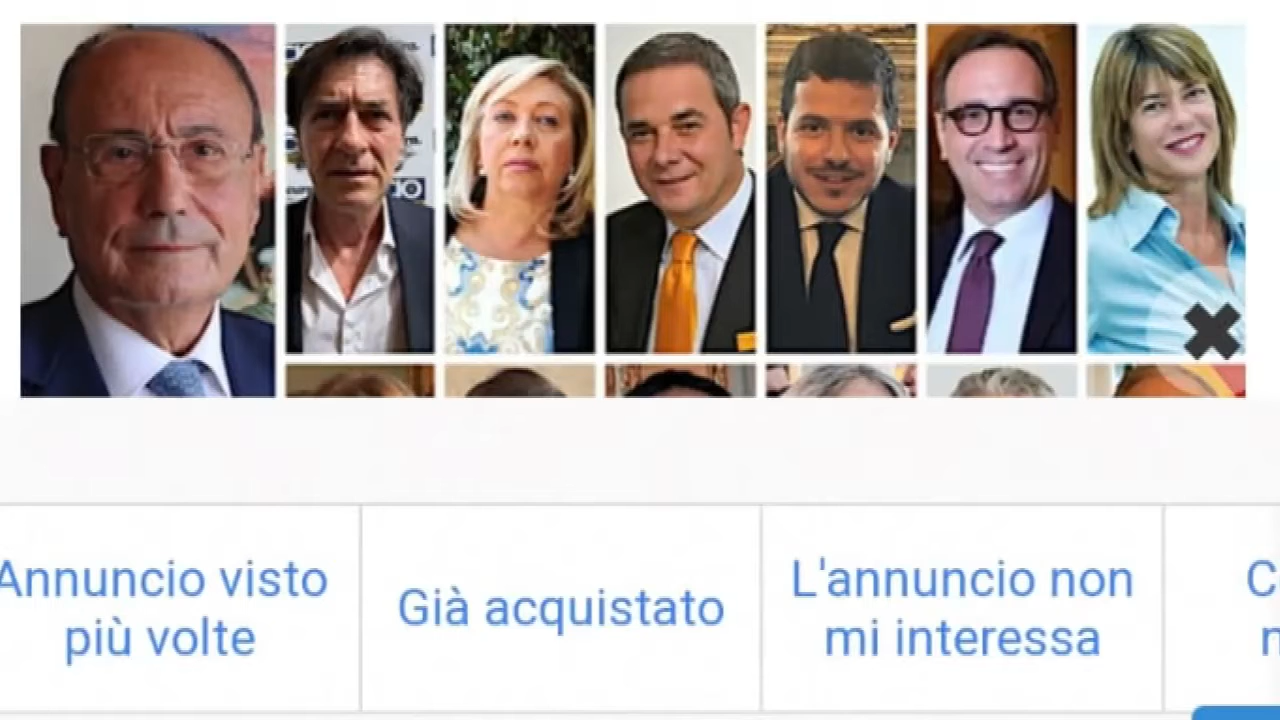 Annuncio visto
più volte
Già acquistato
L'annuncio non
mi interessa